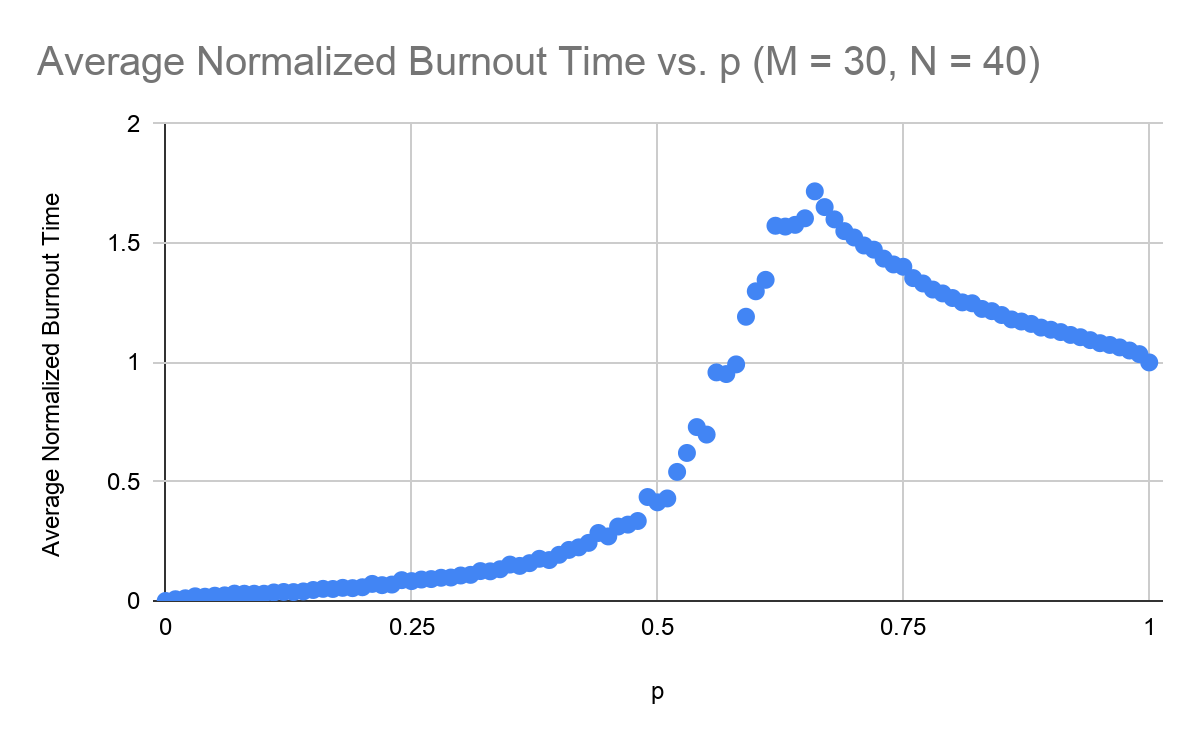 Average Normalized Burnout Time vs. p (M = 30, N = 40)
Average Normalized Burnout Time
2
1.5
1
0.5
0
0 0.25 0.5 0.75 1
p